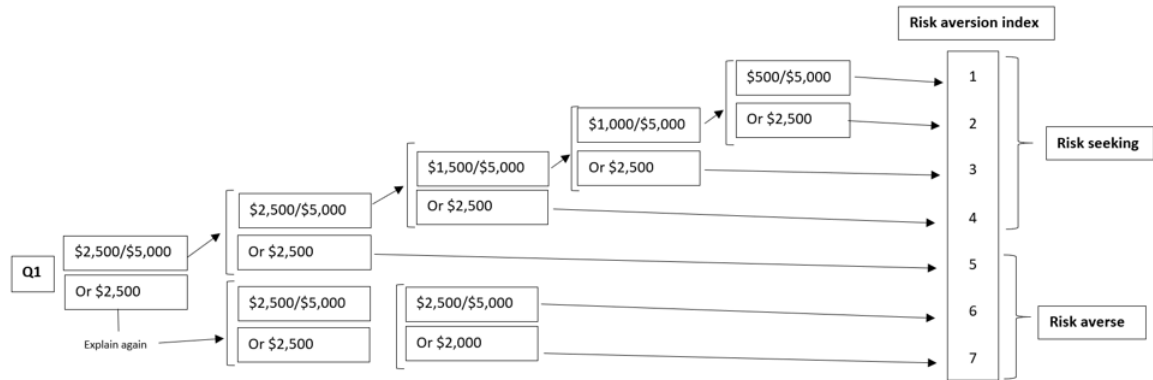 Risk aversion index
$500/$5,000
1
Or $2,500
2
$1,000/$5,000
Or $2,500
3
Risk seeking
$1,500/$5,000
Or $2,500
4
$2,500/$5,000
Or $2,500
5
Q1
$2,500/$5,000
Or $2,500
Explain again
$2,500/$5,000
Or $2,500
$2,500/$5,000
Or $2,000
6
7
Risk averse